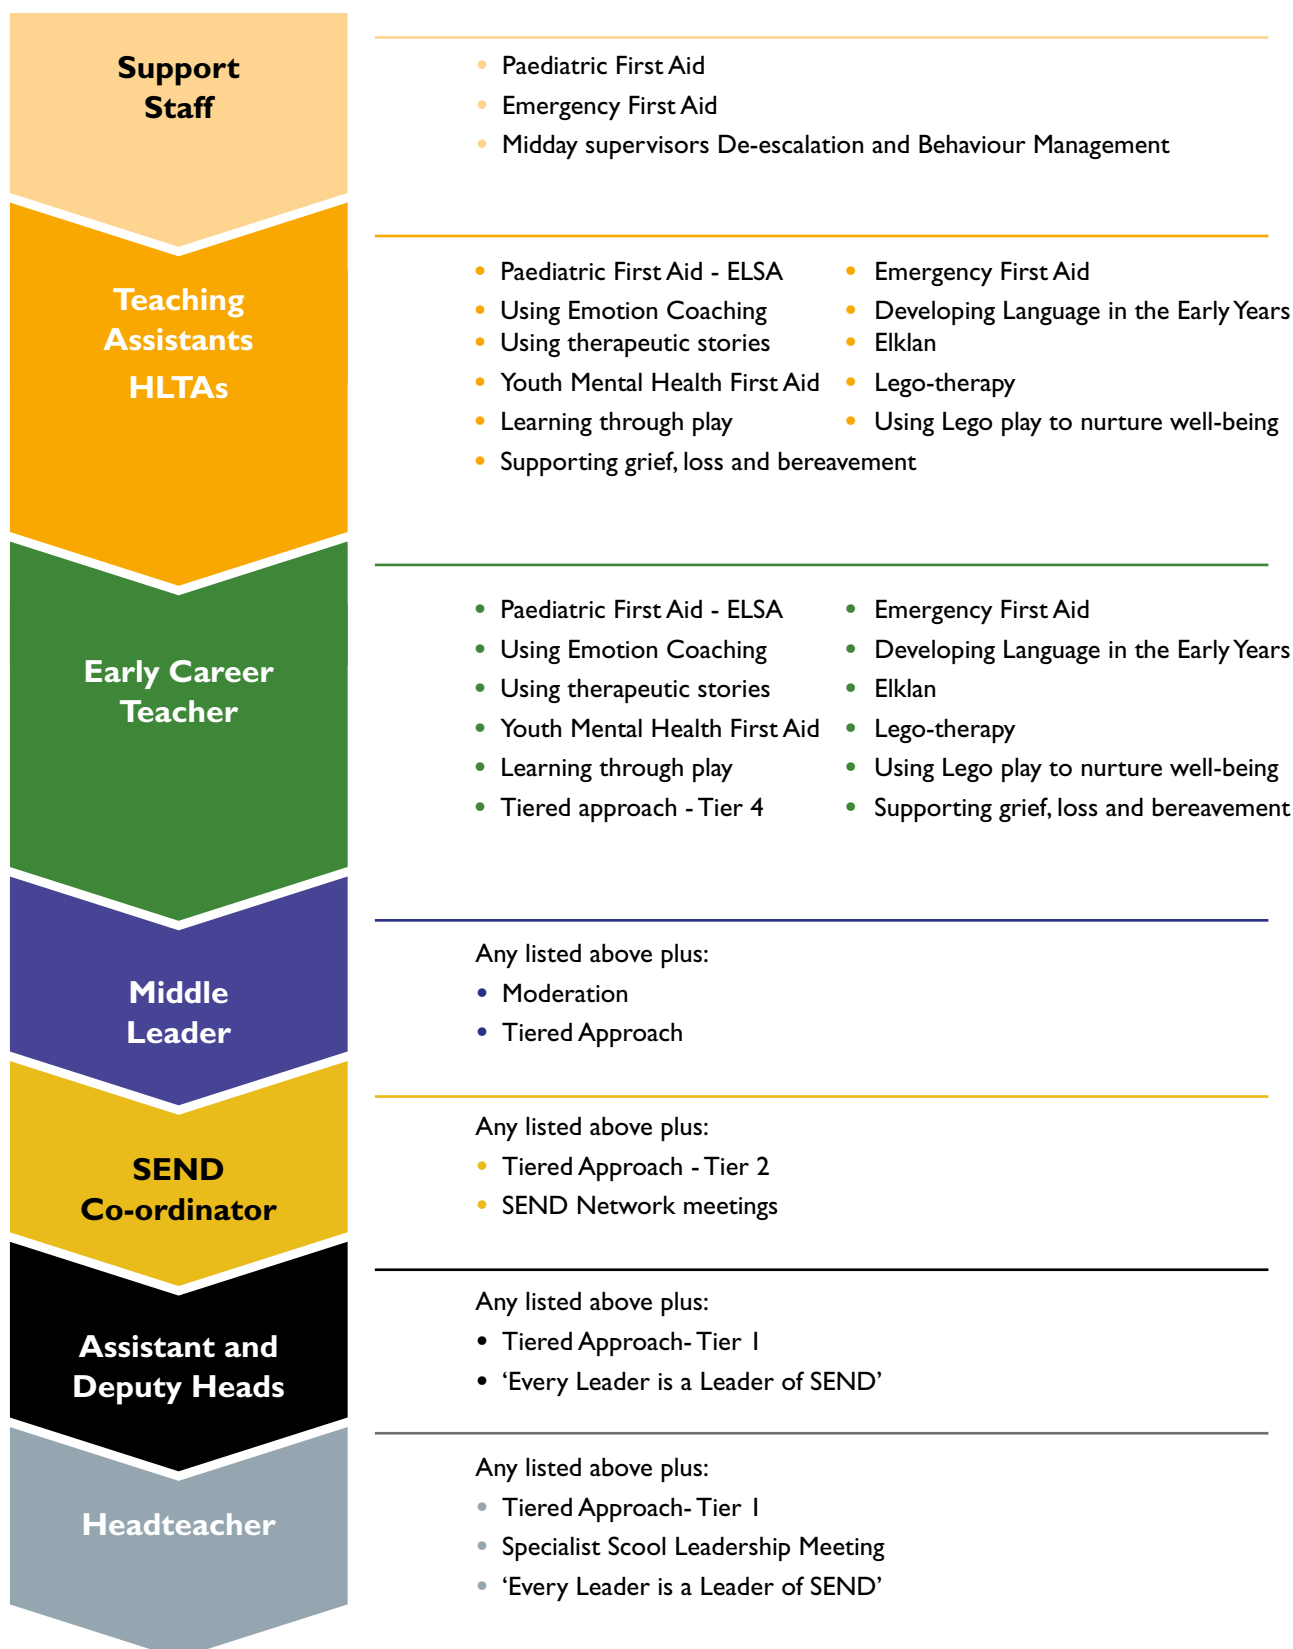 Support
Staff
Paediatric First Aid
Emergency First Aid
Midday supervisors De-escalation and Behaviour Management
Teaching
Assistants
HLTAs
Paediatric First Aid - ELSA
Using Emotion Coaching
Using therapeutic stories
Youth Mental Health First Aid
Learning through play
Supporting grief, loss and bereavement
Emergency First Aid
Developing Language in the Early Years
Elklan
Lego-therapy
Using Lego play to nurture well-being
Early Career
Teacher
Paediatric First Aid - ELSA
Using Emotion Coaching
Using therapeutic stories
Youth Mental Health First Aid
Learning through play
Tiered approach - Tier 4
Emergency First Aid
Developing Language in the Early Years
Elklan
Lego-therapy
Using Lego play to nurture well-being
Supporting grief, loss and bereavement
Middle
Leader
Any listed above plus:
Moderation
Tiered Approach
SEND
Co-ordinator
Any listed above plus:
Tiered Approach - Tier 2
SEND Network meetings
Assistant and
Deputy Heads
Any listed above plus:
Tiered Approach- Tier 1
‘Every Leader is a Leader of SEND’
Headteacher
Any listed above plus:
Tiered Approach- Tier 1
Specialist Scool Leadership Meeting
‘Every Leader is a Leader of SEND’